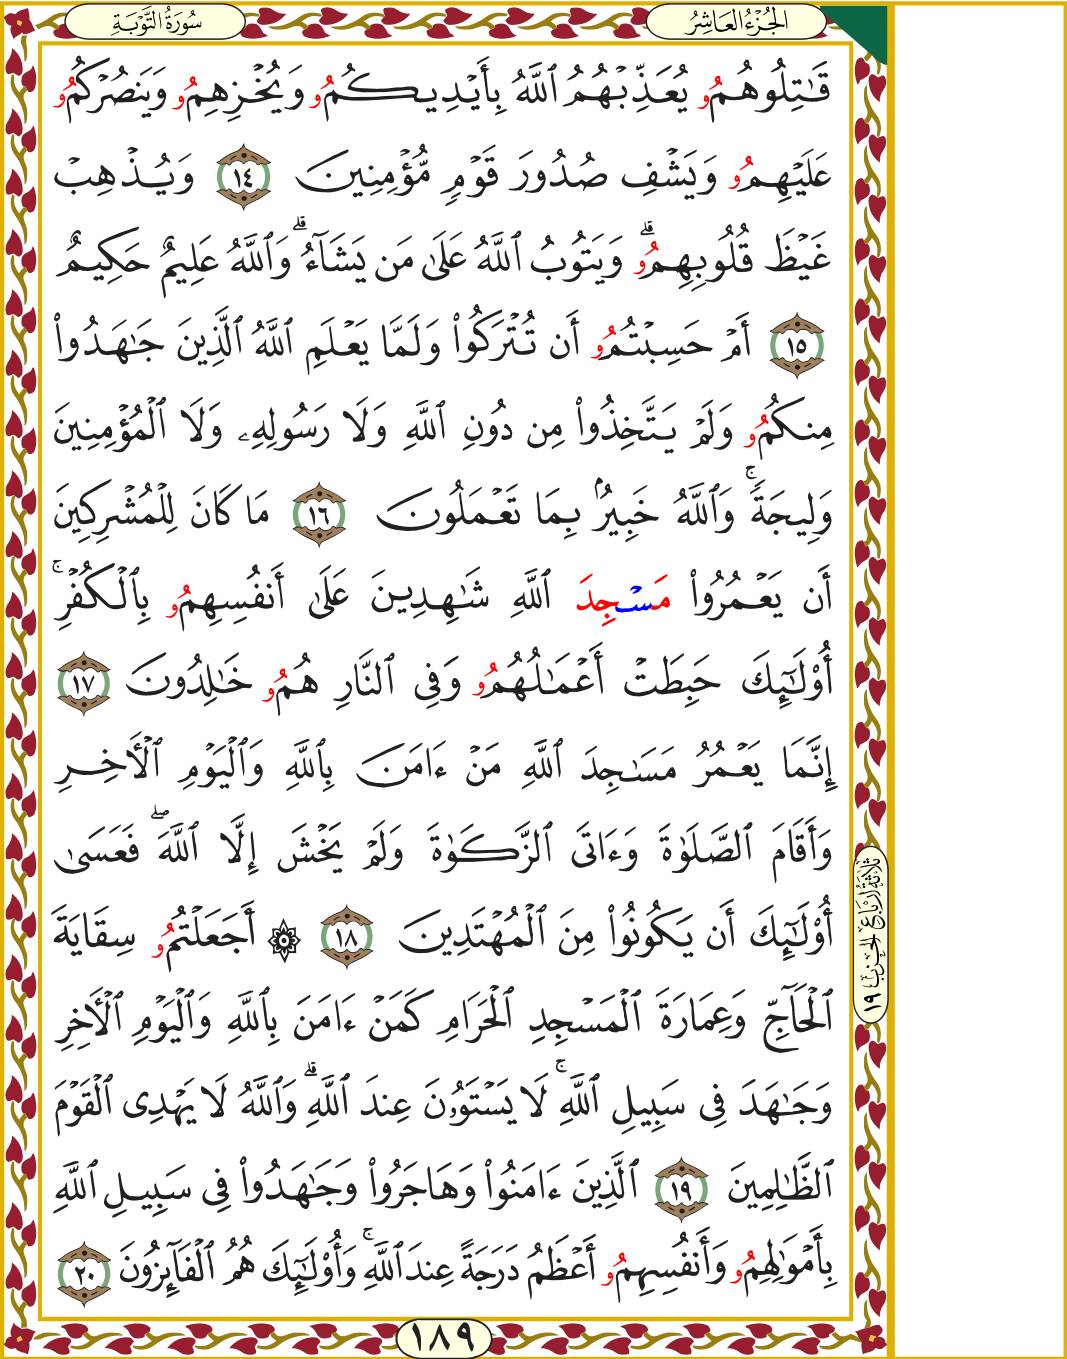 الجُزْءُ العَاشِرُ
سُورَةُ التَّوْبَةِ
قَٰتِلُوهُمُۥ يُعَذِّبْهُمُ ٱللَّهُ بِأَيْدِيكُمُۥ وَيُخْزِهِمُۥ وَيَنصُرْكُمُۥ
عَلَيْهِمُۥ وَيَشْفِ صُدُورَ قَوْمٍ مُّؤْمِنِينَ ١٤ وَيُذْهِبْ
غَيْظَ قُلُوبِهِمُۥۗ وَيَتُوبُ ٱللَّهُ عَلَىٰ مَن يَشَآءُۗ وَٱللَّهُ عَلِيمٌ حَكِيمٌ
١٥ أَمْ حَسِبْتُمُۥ أَن تُتْرَكُوا۟ وَلَمَّا يَعْلَمِ ٱللَّهُ ٱلَّذِينَ جَٰهَدُوا۟
مِنكُمُۥ وَلَمْ يَتَّخِذُوا۟ مِن دُونِ ٱللَّهِ وَلَا رَسُولِهِۦ وَلَا ٱلْمُؤْمِنِينَ
وَلِيجَةًۚ وَٱللَّهُ خَبِيرٌۢ بِمَا تَعْمَلُونَ ١٦ مَا كَانَ لِلْمُشْرِكِينَ
أَن يَعْمُرُوا۟ مَسْجِدَ ٱللَّهِ شَٰهِدِينَ عَلَىٰٓ أَنفُسِهِمُۥ بِٱلْكُفْرِۚ
أُو۟لَٰٓئِكَ حَبِطَتْ أَعْمَٰلُهُمُۥ وَفِى ٱلنَّارِ هُمُۥ خَٰلِدُونَ ١٧
إِنَّمَا يَعْمُرُ مَسَٰجِدَ ٱللَّهِ مَنْ ءَامَنَ بِٱللَّهِ وَٱلْيَوْمِ ٱلْأَخِرِ
وَأَقَامَ ٱلصَّلَوٰةَ وَءَاتَى ٱلزَّكَوٰةَ وَلَمْ يَخْشَ إِلَّا ٱللَّهَۖ فَعَسَىٰٓ
أُو۟لَٰٓئِكَ أَن يَكُونُوا۟ مِنَ ٱلْمُهْتَدِينَ ١٨ ۞ أَجَعَلْتُمُۥ سِقَايَةَ
ٱلْحَآجِّ وَعِمَارَةَ ٱلْمَسْجِدِ ٱلْحَرَامِ كَمَنْ ءَامَنَ بِٱللَّهِ وَٱلْيَوْمِ ٱلْأَخِرِ
وَجَٰهَدَ فِى سَبِيلِ ٱللَّهِۚ لَا يَسْتَوُۥنَ عِندَ ٱللَّهِۗ وَٱللَّهُ لَا يَهْدِى ٱلْقَوْمَ
ٱلظَّٰلِمِينَ ١٩ ٱلَّذِينَ ءَامَنُوا۟ وَهَاجَرُوا۟ وَجَٰهَدُوا۟ فِى سَبِيلِ ٱللَّهِ
بِأَمْوَٰلِهِمُۥ وَأَنفُسِهِمُۥ أَعْظَمُ دَرَجَةً عِندَ ٱللَّهِۚ وَأُو۟لَٰٓئِكَ هُمُ ٱلْفَآئِزُونَ ٢٠
ثَلَاثَةُ أَرْبَاعِ الحِزْبِ ١٩
١٨٩